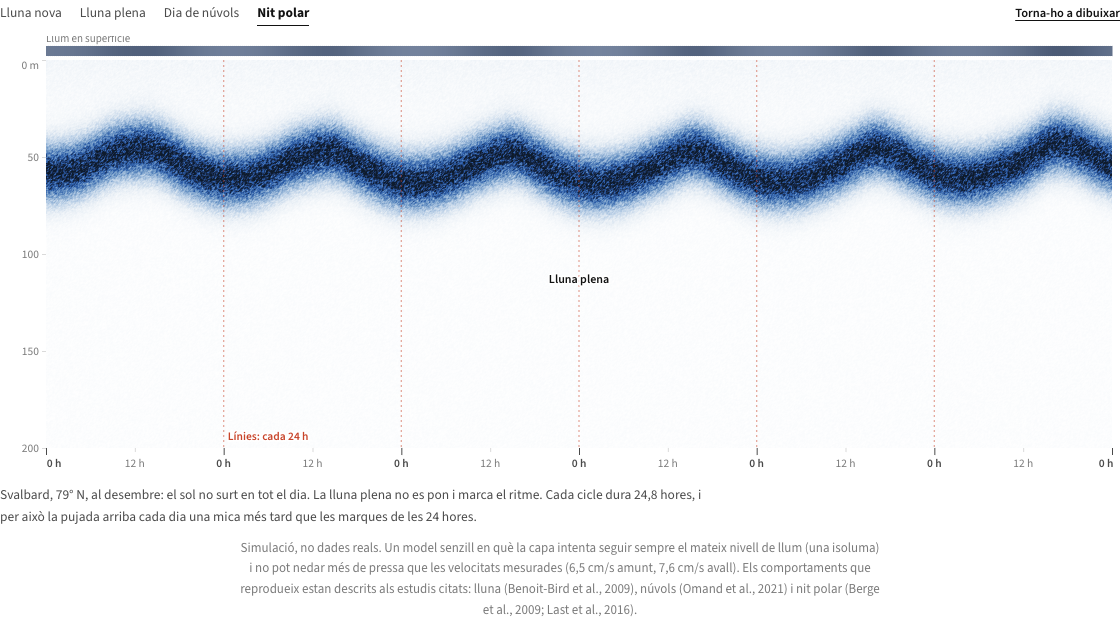 Lluna nova Lluna plena Dia de núvols Nit polar Torna-ho a dibuixar
Llum en superfície
0 m
50
100
Lluna plena
150
Línies: cada 24 h
200
0 h 12 h 0 h 12 h 0 h 12 h 0 h 12 h 0 h 12 h 0 h 12 h 0 h
Svalbard, 79° N, al desembre: el sol no surt en tot el dia. La lluna plena no es pon i marca el ritme. Cada cicle dura 24,8 hores, i
per això la pujada arriba cada dia una mica més tard que les marques de les 24 hores.
Simulació, no dades reals. Un model senzill en què la capa intenta seguir sempre el mateix nivell de llum (una isoluma)
i no pot nedar més de pressa que les velocitats mesurades (6,5 cm/s amunt, 7,6 cm/s avall). Els comportaments que
reprodueix estan descrits als estudis citats: lluna (Benoit-Bird et al., 2009), núvols (Omand et al., 2021) i nit polar (Berge
et al., 2009; Last et al., 2016).